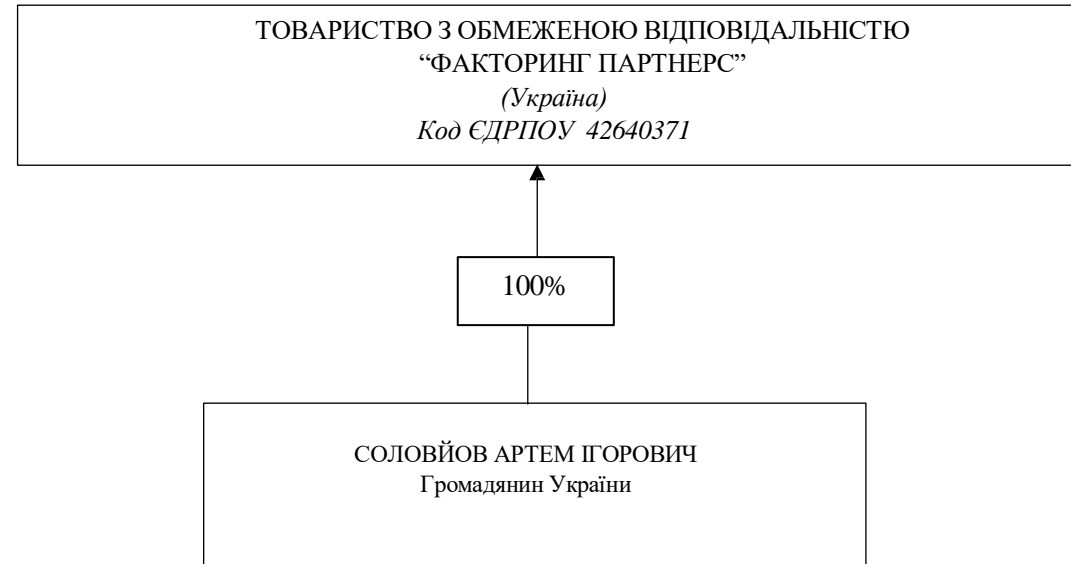 ТОВАРИСТВО З ОБМЕЖЕНОЮ ВІДПОВІДАЛЬНІСТЮ
“ФАКТОРИНГ ПАРТНЕРС”
(Україна)
Код ЄДРПОУ 42640371
100%
СОЛОВЙОВ АРТЕМ ІГОРОВИЧ
Громадянин України